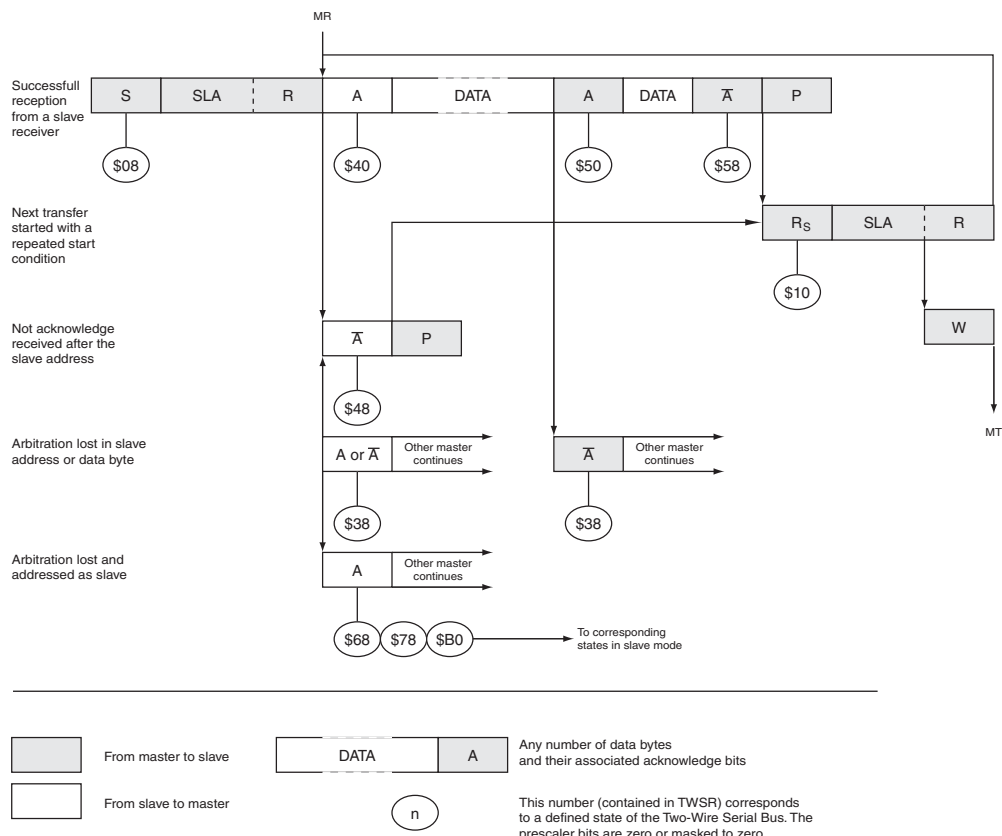 MR
Successfull
reception
from a slave
receiver
S SLA R A DATA A DATA A̅ P
$08 $40 $50 $58
Next transfer
started with a
repeated start
condition
RS SLA R
$10
W
MT
Not acknowledge
received after the
slave address
A̅ P
$48
Arbitration lost in slave
address or data byte
A or A̅
Other master
continues
A̅
Other master
continues
$38 $38
Arbitration lost and
addressed as slave
A
Other master
continues
$68 $78 $B0
To corresponding
states in slave mode
From master to slave
DATA A
Any number of data bytes
and their associated acknowledge bits
From slave to master
n
This number (contained in TWSR) corresponds
to a defined state of the Two-Wire Serial Bus. The
prescaler bits are zero or masked to zero